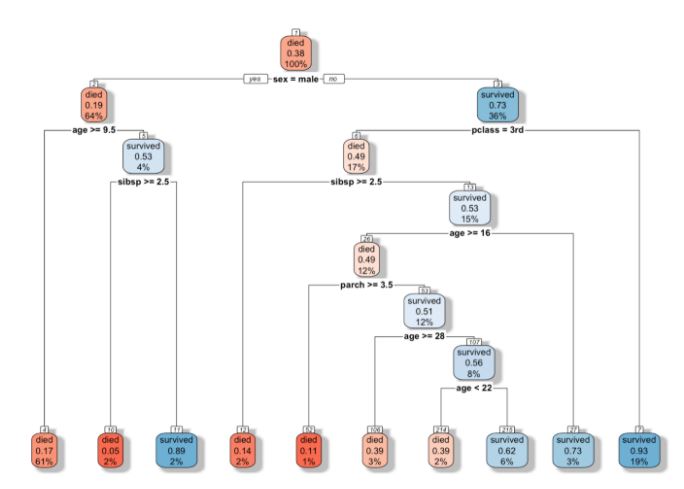 1
died
0.38
100%
yes sex = male no
2
died
0.19
64%
3
survived
0.73
36%
age >= 9.5
pclass = 3rd
5
survived
0.53
4%
6
died
0.49
17%
sibsp >= 2.5
sibsp >= 2.5
13
survived
0.53
15%
age >= 16
26
died
0.49
12%
parch >= 3.5
53
survived
0.51
12%
age >= 28
107
survived
0.56
8%
age < 22
4
died
0.17
61%
10
died
0.05
2%
11
survived
0.89
2%
12
died
0.14
2%
52
died
0.11
1%
106
died
0.39
3%
214
died
0.39
2%
215
survived
0.62
6%
27
survived
0.73
3%
7
survived
0.93
19%